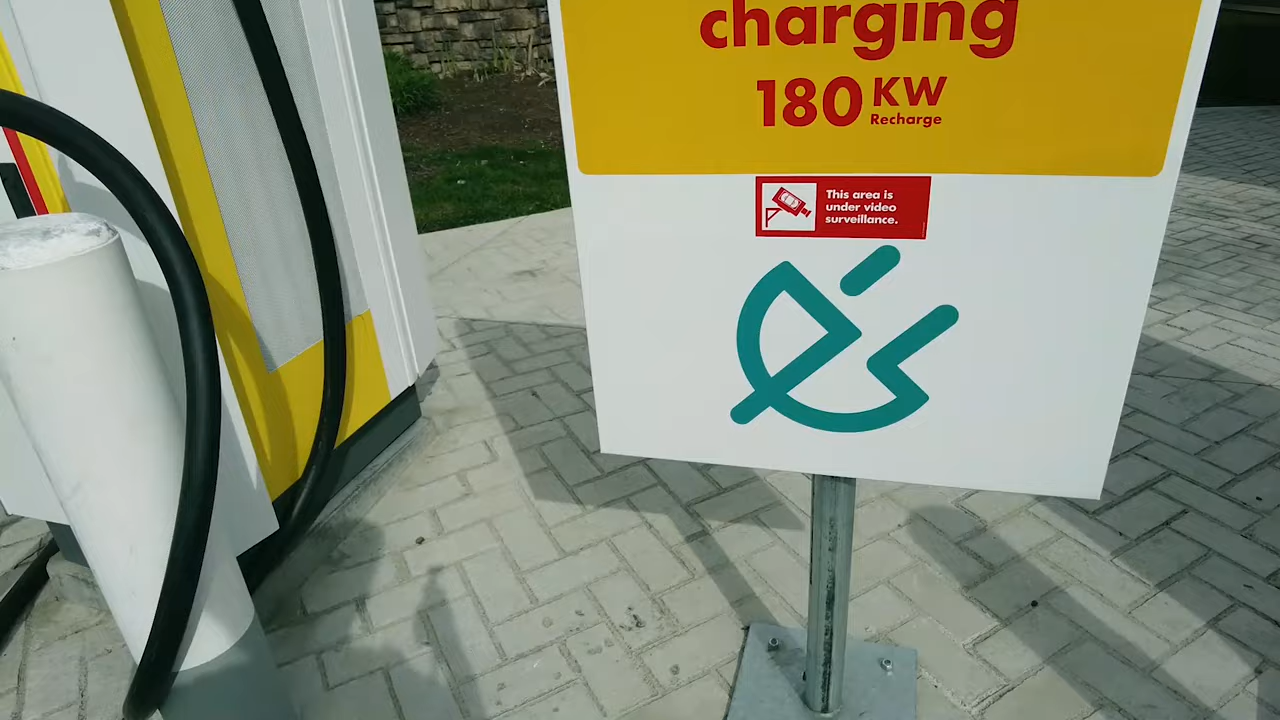 charging
180 KW
Recharge
This area is
under video
surveillance.